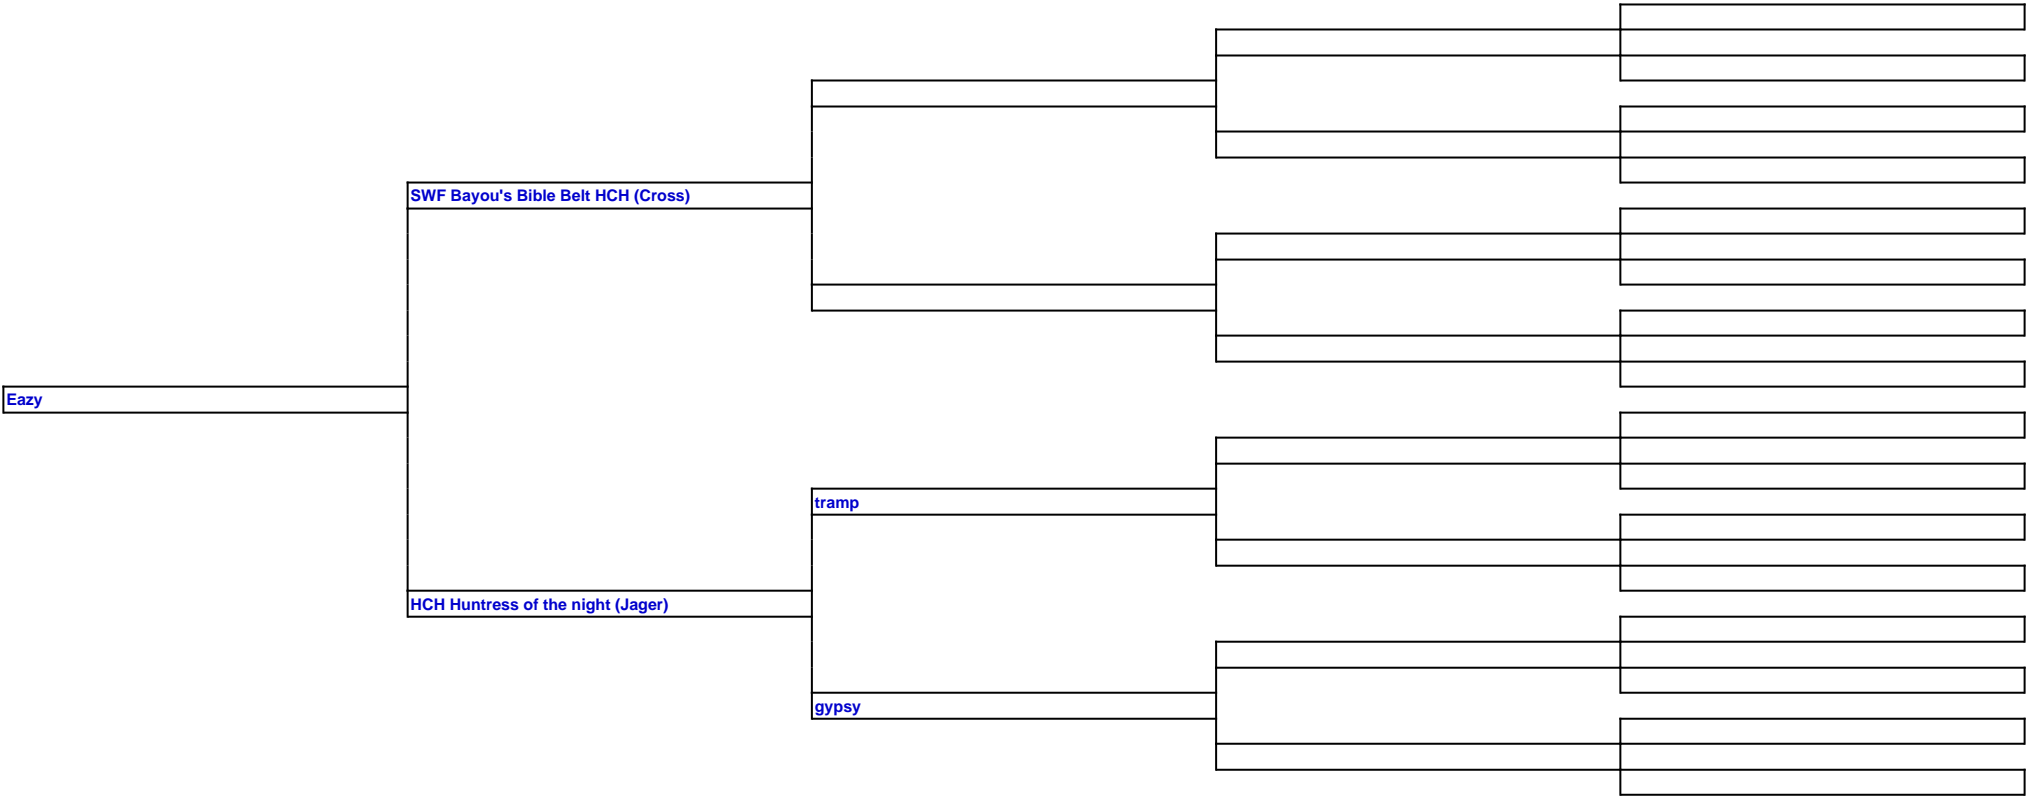 SWF Bayou's Bible Belt HCH (Cross)
Eazy
tramp
HCH Huntress of the night (Jager)
gypsy